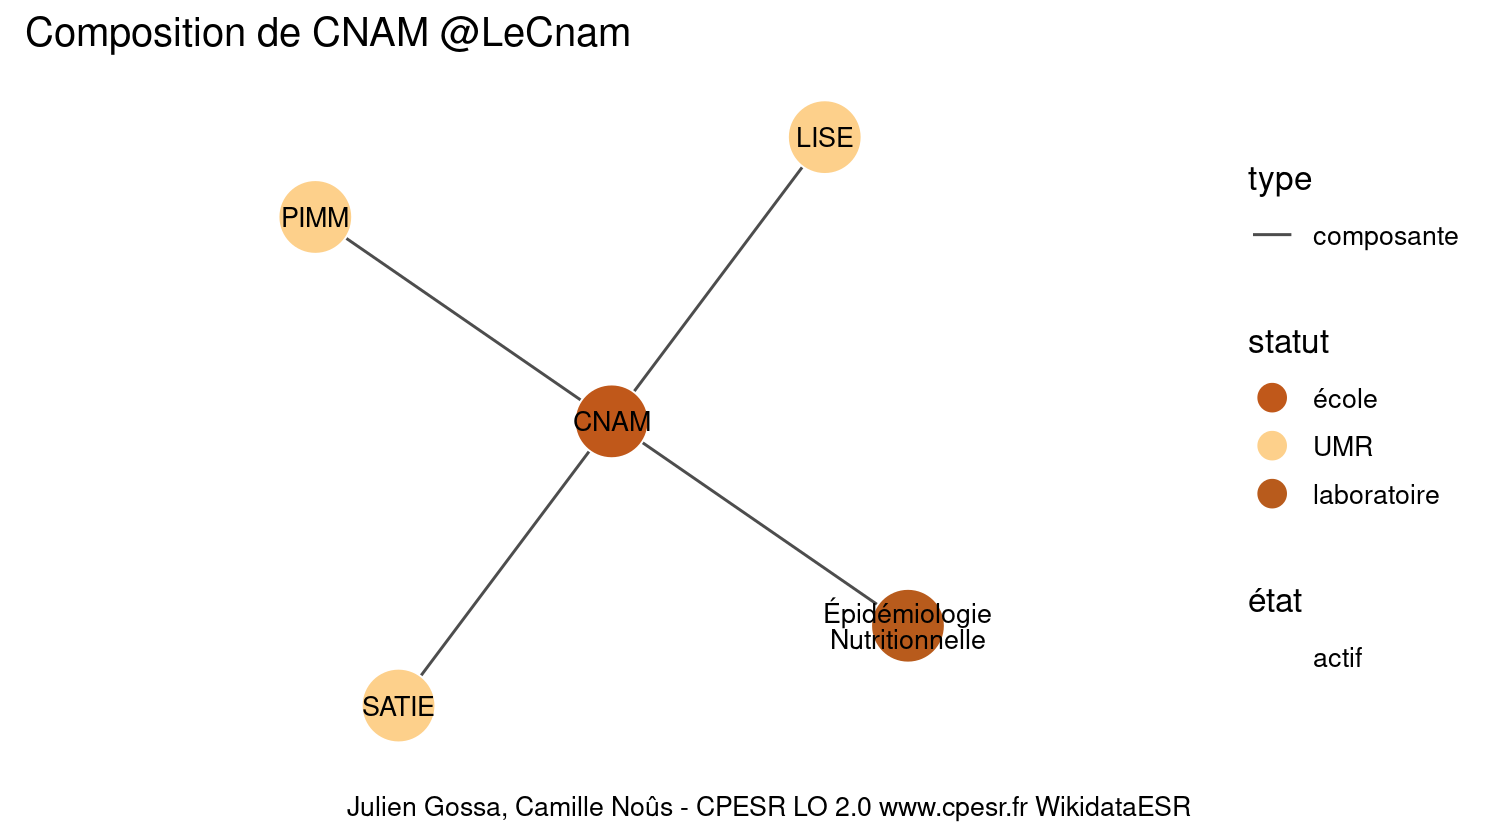 Composition de CNAM @LeCnam
LISE
PIMM
CNAM
Épidémiologie
Nutritionnelle
SATIE
type
composante
statut
école
UMR
laboratoire
état
actif
Julien Gossa, Camille Noûs - CPESR LO 2.0 www.cpesr.fr WikidataESR